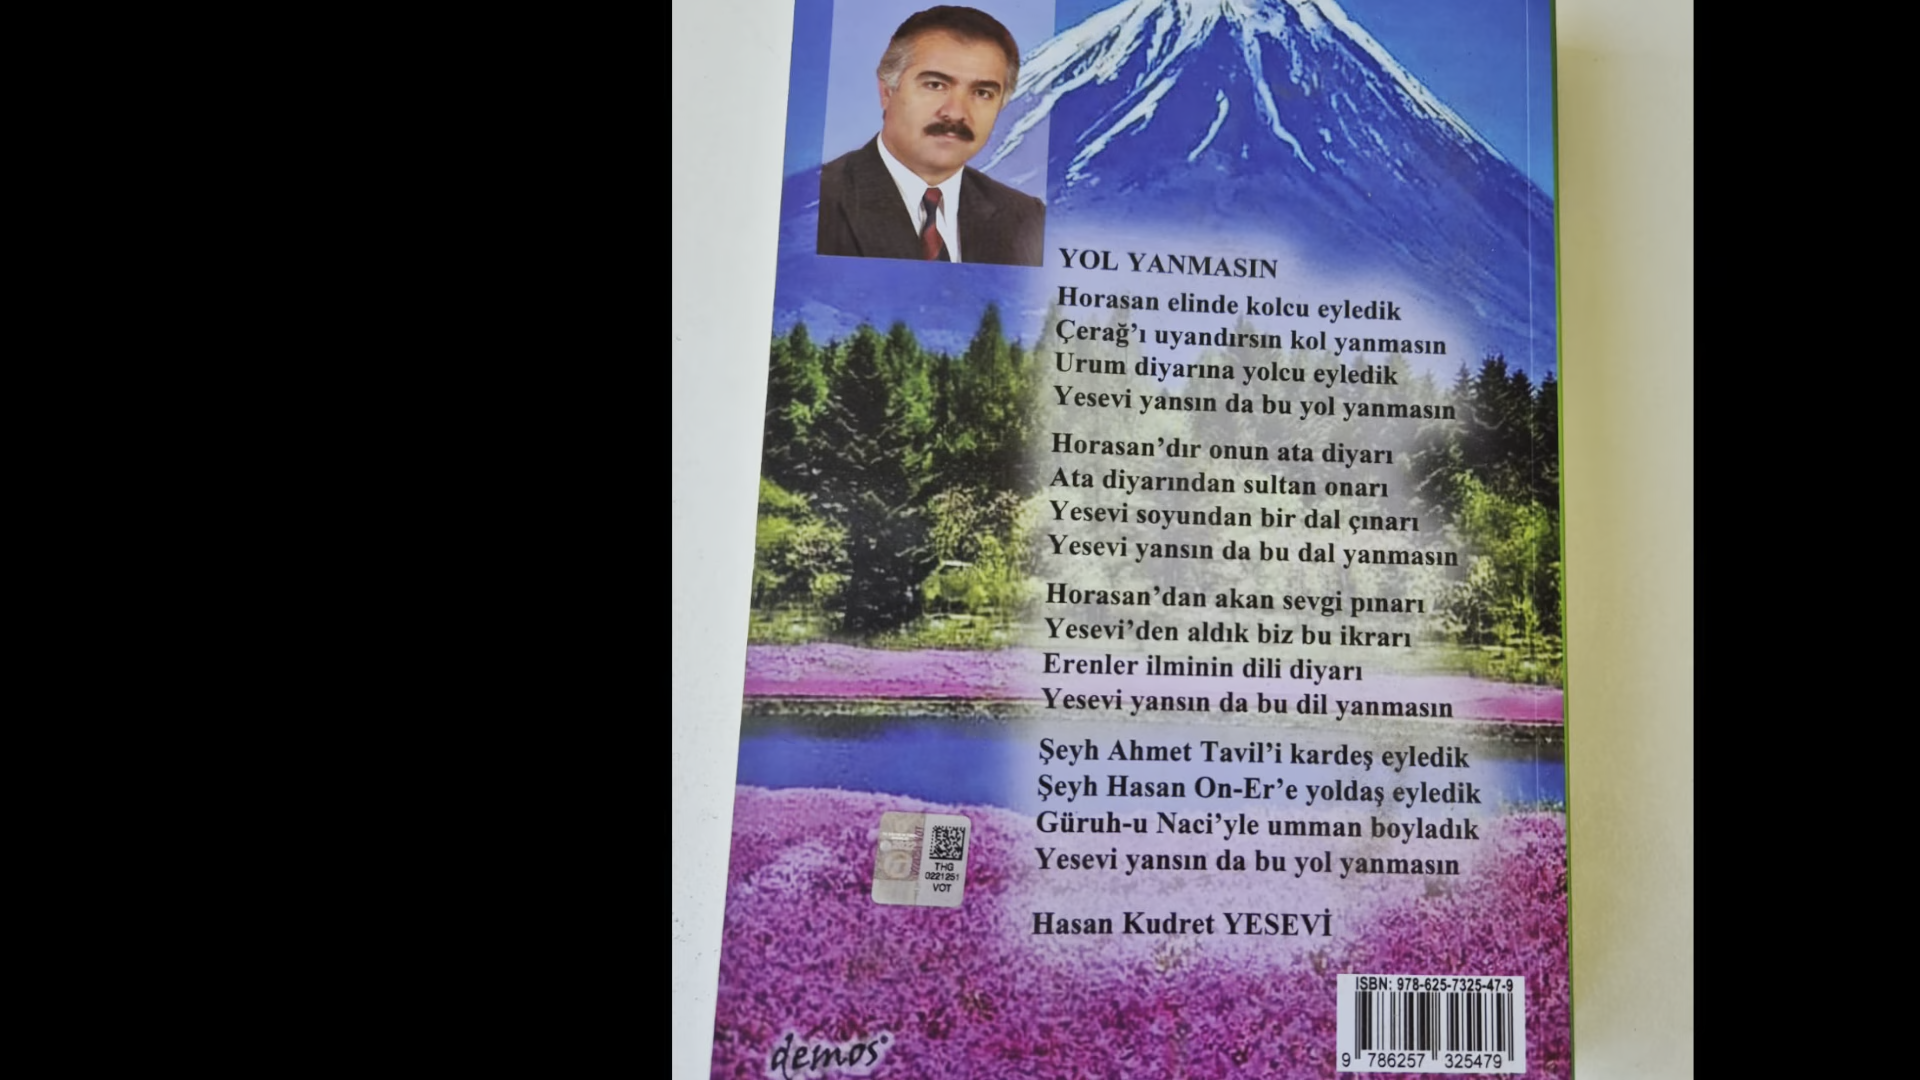 YOL YANMASIN
Horasan elinde kolcu eyledik
Çerağ’ı uyandırsın kol yanmasın
Urum diyarına yolcu eyledik
Yesevi yansın da bu yol yanmasın
Horasan’dır onun ata diyarı
Ata diyarından sultan onarı
Yesevi soyundan bir dal çınarı
Yesevi yansın da bu dal yanmasın
Horasan’dan akan sevgi pınarı
Yesevi’den aldık biz bu ikrarı
Erenler ilminin dili diyarı
Yesevi yansın da bu dil yanmasın
Şeyh Ahmet Tavil’i kardeş eyledik
Şeyh Hasan On-Er’e yoldaş eyledik
Güruh-u Naci’yle umman boyladık
Yesevi yansın da bu yol yanmasın
Hasan Kudret YESEVİ
THG
0221251
VOT
ISBN: 978-625-7325-47-9
9 786257 325479
demos